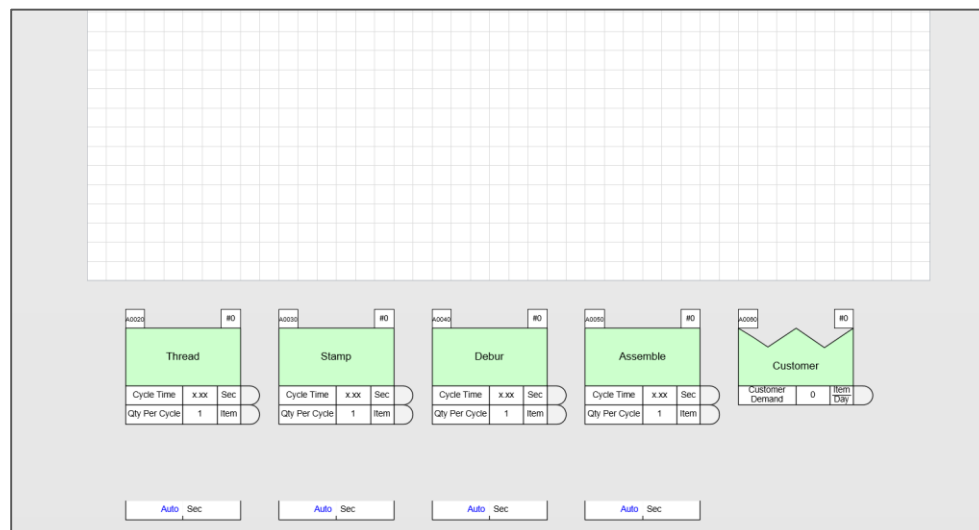 A0020 #0 A0030 #0 A0040 #0 A0050 #0 A0060 #0
Thread Stamp Debur Assemble Customer
Cycle Time x.xx Sec Cycle Time x.xx Sec Cycle Time x.xx Sec Cycle Time x.xx Sec Customer Demand 0 Item Day
Qty Per Cycle 1 Item Qty Per Cycle 1 Item Qty Per Cycle 1 Item Qty Per Cycle 1 Item
Auto Sec Auto Sec Auto Sec Auto Sec